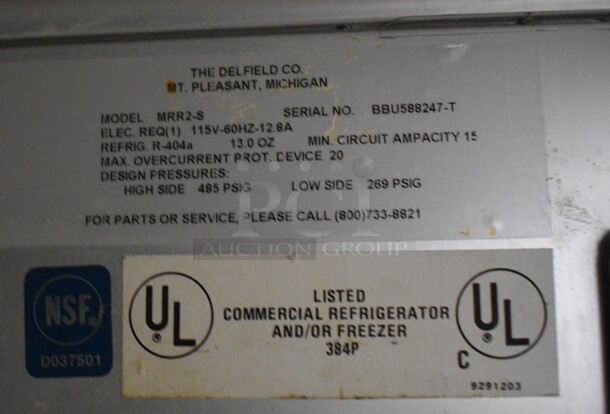 THE DELFIELD CO.
MT. PLEASANT, MICHIGAN
MODEL MRR2-S SERIAL NO. BBU588247-T
ELEC. REQ(1) 115V-60HZ-12.8A
REFRIG. R-404a 13.0 OZ MIN. CIRCUIT AMPACITY 15
MAX. OVERCURRENT PROT. DEVICE 20
DESIGN PRESSURES:
HIGH SIDE 485 PSIG LOW SIDE 269 PSIG
FOR PARTS OR SERVICE, PLEASE CALL (800)733-8821
PCI
AUCTION GROUP
NSF®
D037501
UL
LISTED
COMMERCIAL REFRIGERATOR
AND/OR FREEZER
384P
C UL
9291203